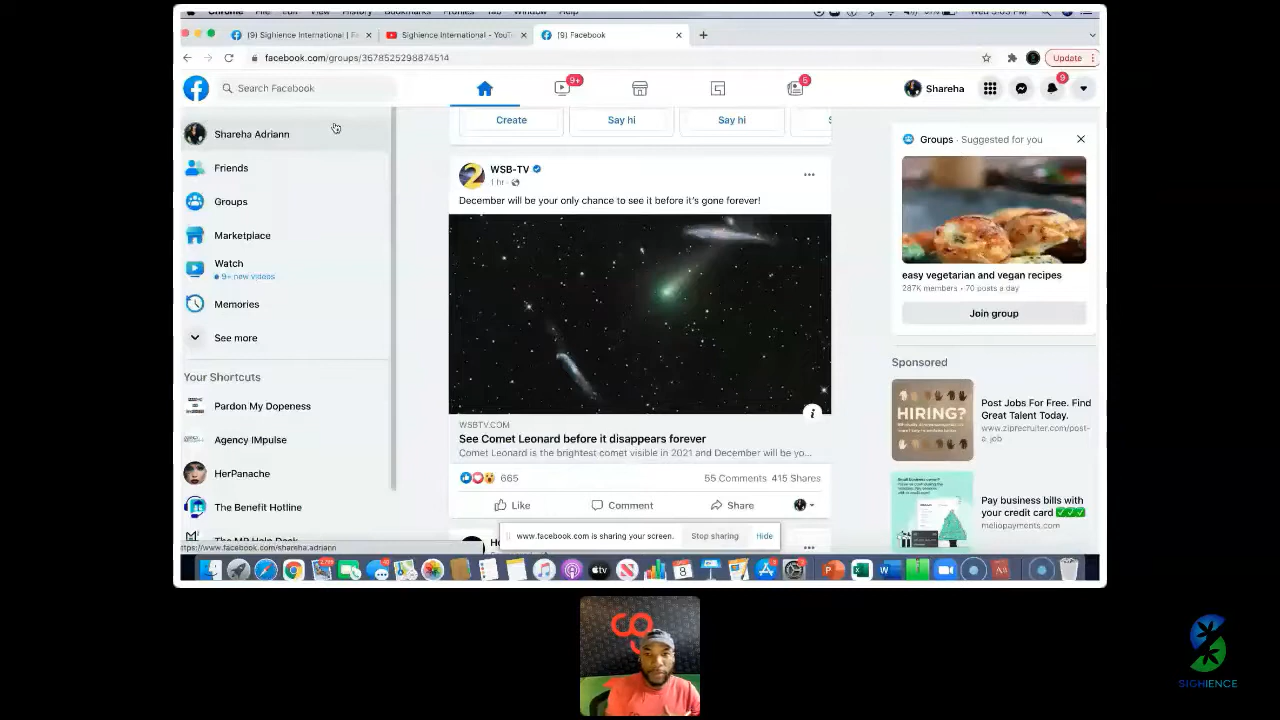 Chrome File Edit View History Bookmarks Profiles Tab Window Help
(9) Sighience International | F
Sighience International - YouT
(9) Facebook
facebook.com/groups/3678525298874514
Update
Search Facebook
9+
5
Shareha
9
Shareha Adriann
Friends
Groups
Marketplace
Watch
9+ new videos
Memories
See more
Your Shortcuts
Pardon My Dopeness
Agency IMpulse
HerPanache
The Benefit Hotline
The MP Help Desk
ttps://www.facebook.com/shareha.adriann
Create
Say hi
Say hi
S
WSB-TV
1 hr
December will be your only chance to see it before it's gone forever!
WSBTV.COM
See Comet Leonard before it disappears forever
Comet Leonard is the brightest comet visible in 2021 and December will be yo...
665
55 Comments 415 Shares
Like
Comment
Share
www.facebook.com is sharing your screen.
Stop sharing
Hide
Groups · Suggested for you
easy vegetarian and vegan recipes
287K members • 70 posts a day
Join group
Sponsored
HIRING?
Post Jobs For Free. Find
Great Talent Today.
www.ziprecruiter.com/post-
a_job
Pay business bills with
your credit card
meliopayments.com
SIGHIENCE